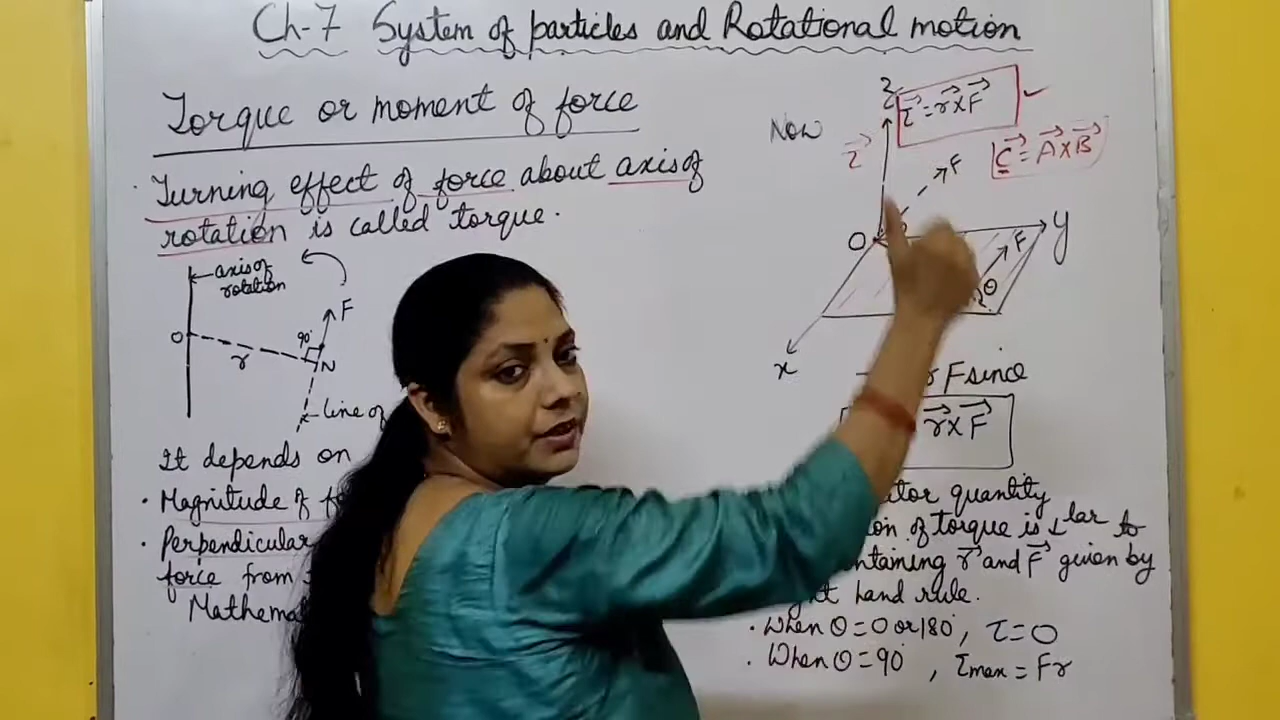 Ch-7 System of particles and Rotational motion
Torque or moment of force
Turning effect of force about axis of
rotation is called torque.
axis of
rotation
O
r
90°
F
N
line of
It depends on
· Magnitude of
· Perpendicular
force from
Now
Z
τ⃗ = r⃗ × F⃗
C⃗ = A⃗ × B⃗
τ⃗
F
O
y
F
θ
x
F sinθ
r⃗ × F⃗
quantity
of torque is ⊥lar to
r⃗ and F⃗ given by
hand rule.
· When θ = 0 or 180°, τ = 0
· When θ = 90°, τmax = Fr